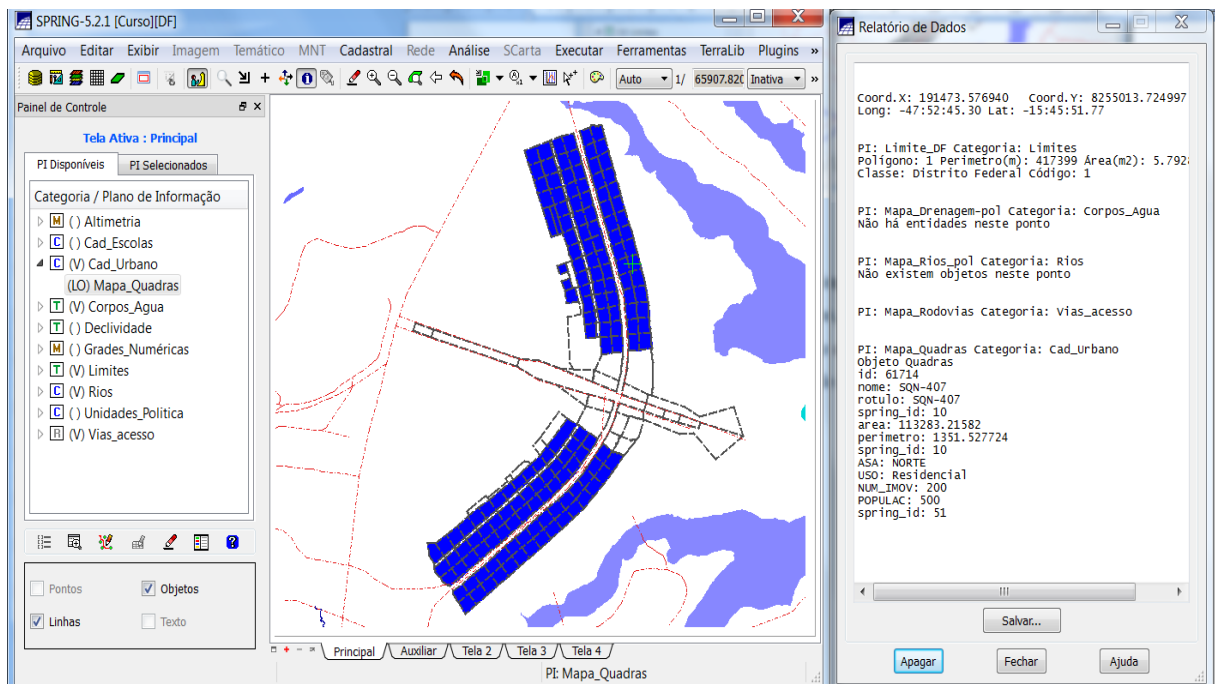 SPRING-5.2.1 [Curso][DF]
Arquivo Editar Exibir Imagem Temático MNT Cadastral Rede Análise SCarta Executar Ferramentas TerraLib Plugins »
Auto 1/ 65907.820 Inativa »
Painel de Controle
Tela Ativa : Principal
PI Disponíveis PI Selecionados
Categoria / Plano de Informação
M ( ) Altimetria
C ( ) Cad_Escolas
C (V) Cad_Urbano
(LO) Mapa_Quadras
T (V) Corpos_Agua
T ( ) Declividade
M ( ) Grades_Numéricas
T (V) Limites
C (V) Rios
C ( ) Unidades_Politica
R (V) Vias_acesso
Pontos Objetos
Linhas Texto
Principal Auxiliar Tela 2 Tela 3 Tela 4
PI: Mapa_Quadras
Relatório de Dados
Coord.X: 191473.576940 Coord.Y: 8255013.724997
Long: -47:52:45.30 Lat: -15:45:51.77
PI: Limite_DF Categoria: Limites
Polígono: 1 Perimetro(m): 417399 Área(m2): 5.792
Classe: Distrito Federal Código: 1
PI: Mapa_Drenagem-pol Categoria: Corpos_Agua
Não há entidades neste ponto
PI: Mapa_Rios_pol Categoria: Rios
Não existem objetos neste ponto
PI: Mapa_Rodovias Categoria: Vias_acesso
PI: Mapa_Quadras Categoria: Cad_Urbano
Objeto Quadras
id: 61714
nome: SQN-407
rotulo: SQN-407
spring_id: 10
area: 113283.21582
perimetro: 1351.527724
spring_id: 10
ASA: NORTE
USO: Residencial
NUM_IMOV: 200
POPULAC: 500
spring_id: 51
Salvar...
Apagar Fechar Ajuda